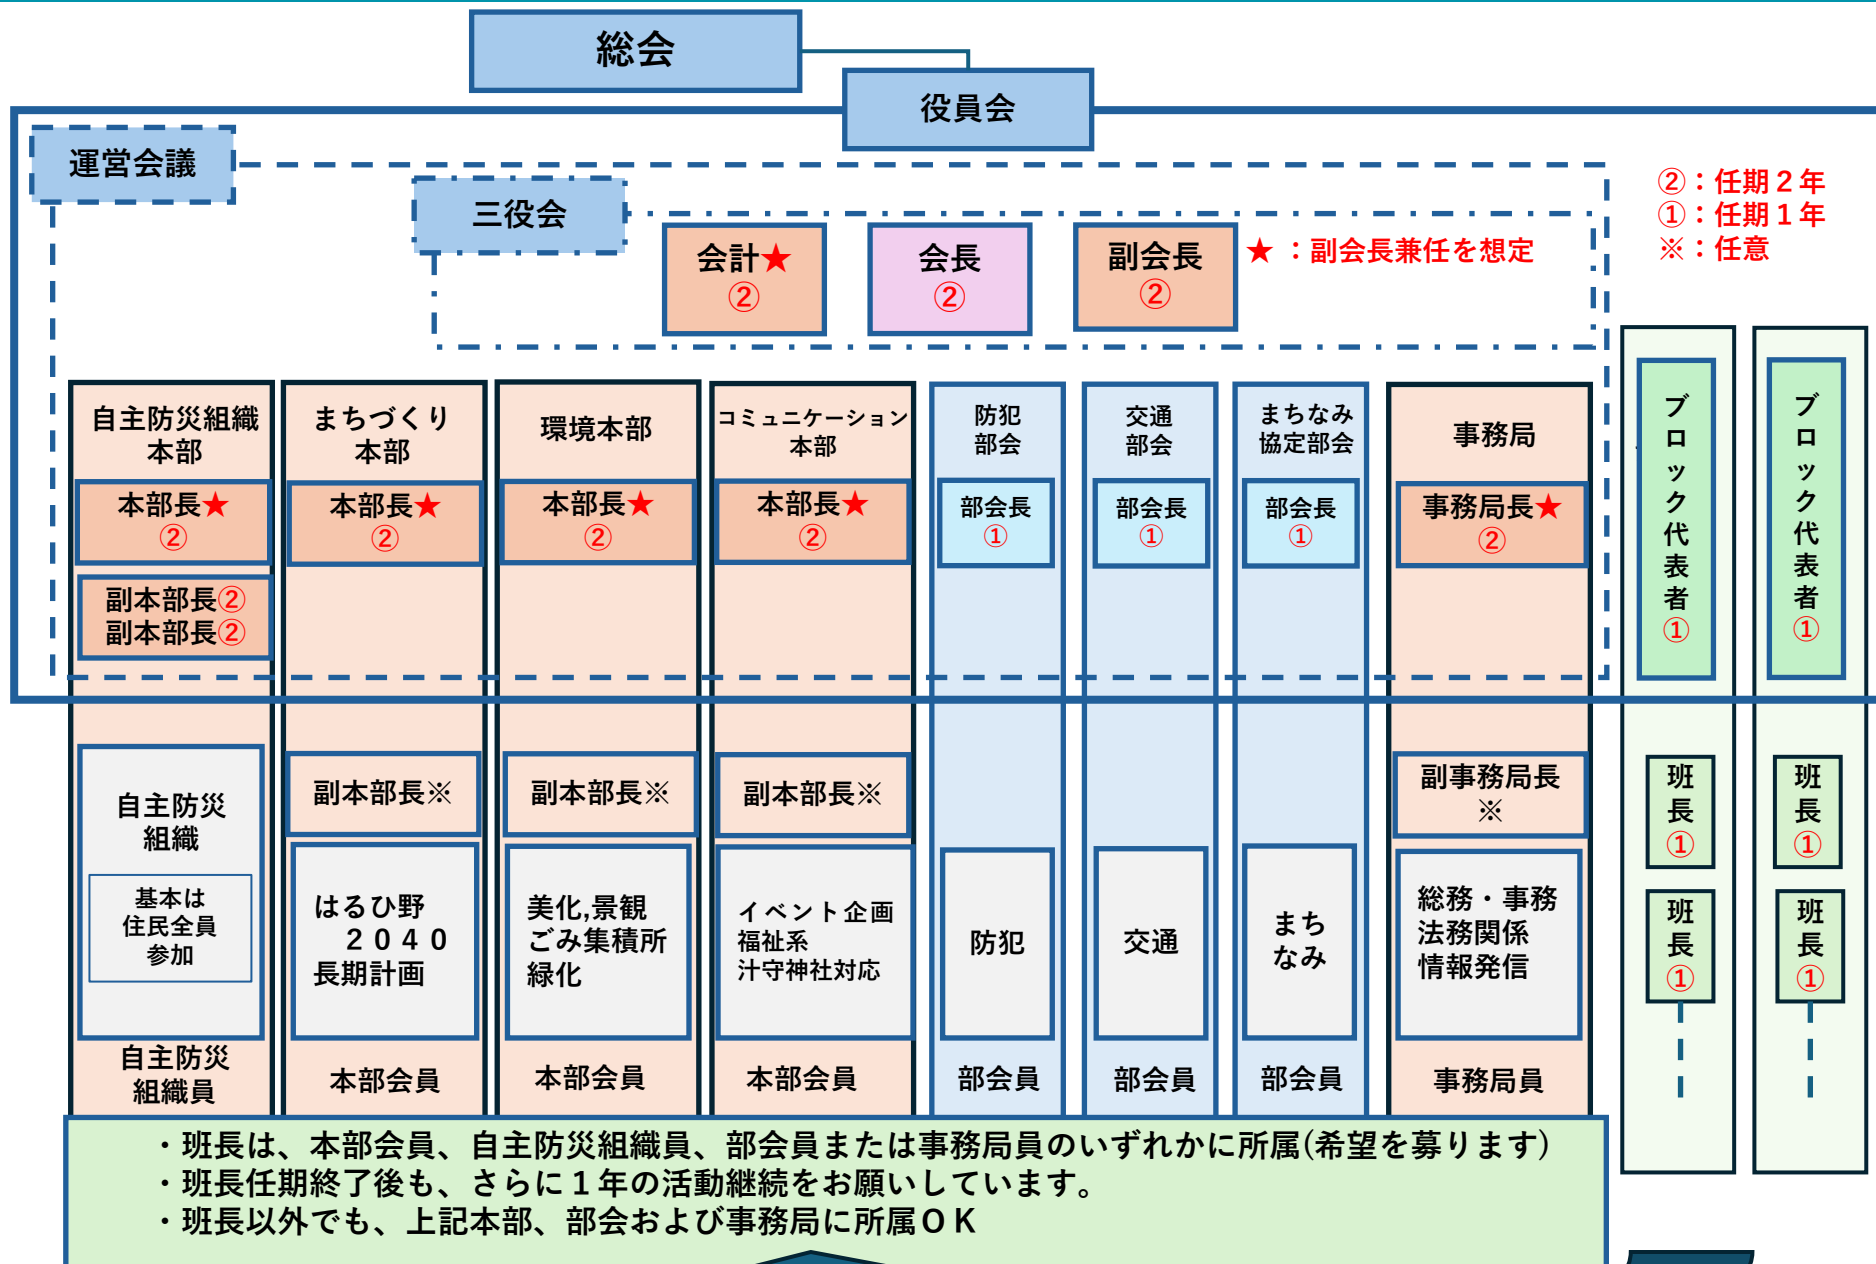 総会
役員会
運営会議
三役会
会計★
②
会長
②
副会長
②
★：副会長兼任を想定
②：任期２年
①：任期１年
※：任意
自主防災組織
本部
本部長★
②
副本部長②
副本部長②
自主防災
組織
基本は
住民全員
参加
自主防災
組織員
まちづくり
本部
本部長★
②
副本部長※
はるひ野
２０４０
長期計画
本部会員
環境本部
本部長★
②
副本部長※
美化,景観
ごみ集積所
緑化
本部会員
コミュニケーション
本部
本部長★
②
副本部長※
イベント企画
福祉系
汁守神社対応
本部会員
防犯
部会
部会長
①
防犯
部会員
交通
部会
部会長
①
交通
部会員
まちなみ
協定部会
部会長
①
まち
なみ
部会員
事務局
事務局長★
②
副事務局長
※
総務・事務
法務関係
情報発信
事務局員
ブロック代表者①
班長①
班長①
ブロック代表者①
班長①
班長①
・班長は、本部会員、自主防災組織員、部会員または事務局員のいずれかに所属(希望を募ります)
・班長任期終了後も、さらに１年の活動継続をお願いしています。
・班長以外でも、上記本部、部会および事務局に所属ＯＫ